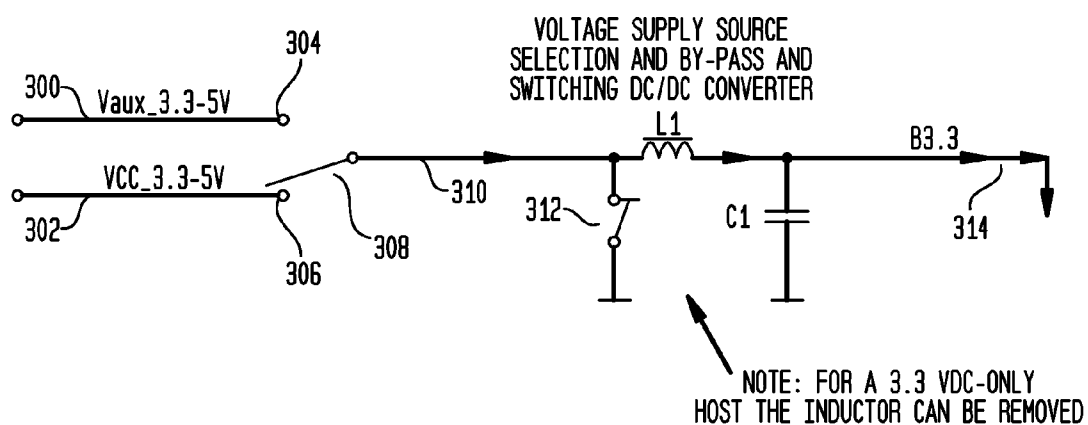 VOLTAGE SUPPLY SOURCE
SELECTION AND BY-PASS AND
SWITCHING DC/DC CONVERTER
304
300
Vaux_3.3-5V
L1
B3.3
VCC_3.3-5V
310
312
C1
314
302
308
306
NOTE: FOR A 3.3 VDC-ONLY
HOST THE INDUCTOR CAN BE REMOVED